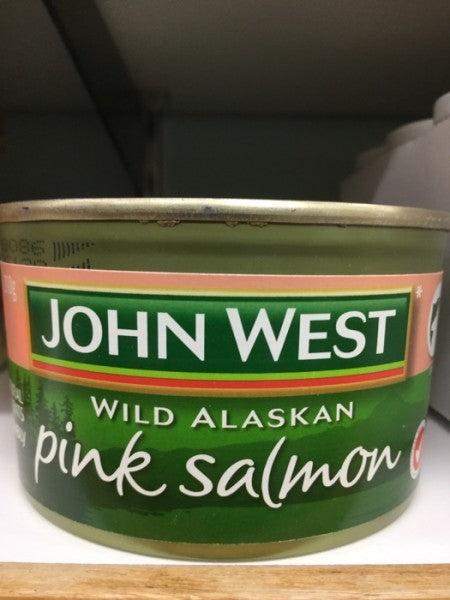 JOHN WEST*
WILD ALASKAN
pink salmon